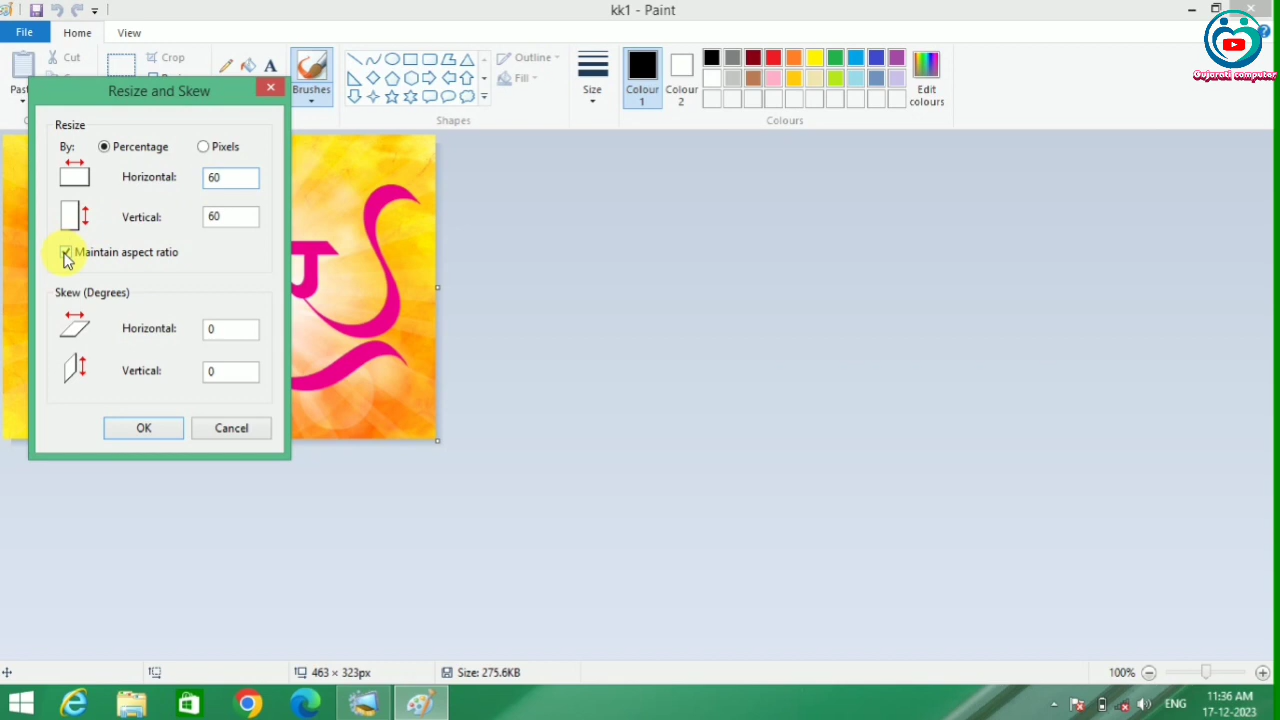 kk1 - Paint
File
Home
View
Cut
Crop
Brushes
Outline
Fill
Shapes
Size
Colour 1
Colour 2
Edit colours
Colours
Gujarati computer
Resize and Skew
Resize
By:
Percentage
Pixels
Horizontal:
60
Vertical:
60
Maintain aspect ratio
Skew (Degrees)
Horizontal:
0
Vertical:
0
OK
Cancel
463 × 323px
Size: 275.6KB
100%
ENG
11:36 AM
17-12-2023